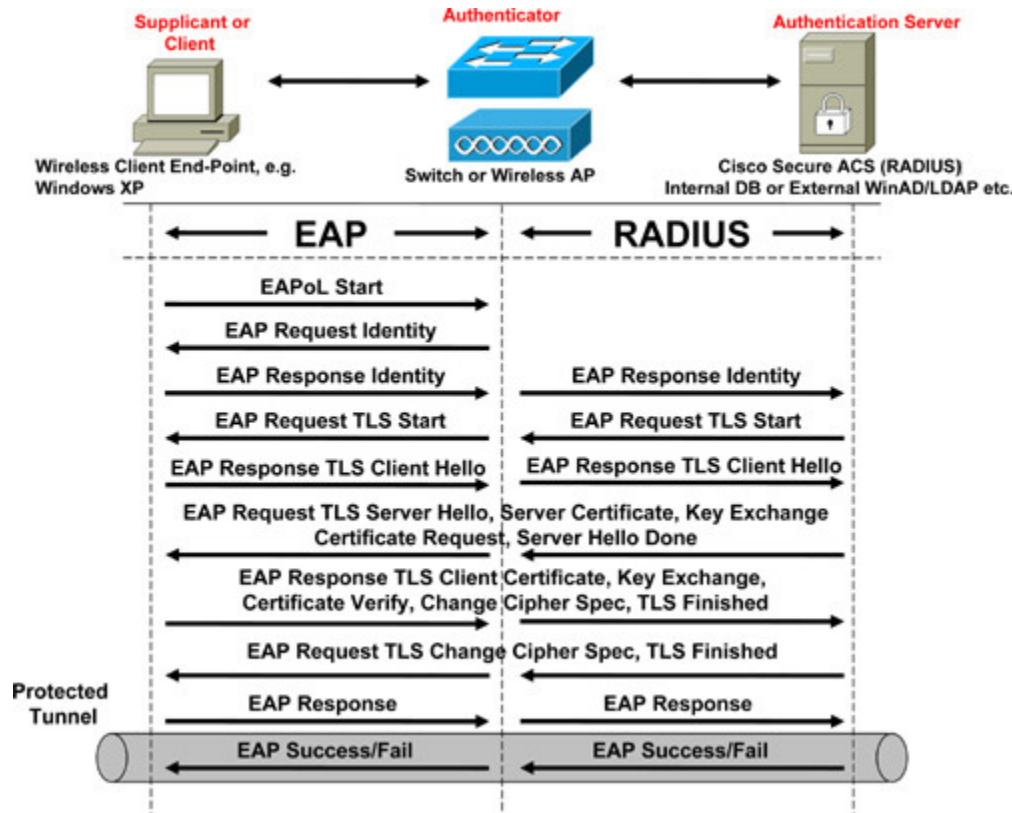 Supplicant or
Client
Authenticator
Authentication Server
Wireless Client End-Point, e.g.
Windows XP
Switch or Wireless AP
Cisco Secure ACS (RADIUS)
Internal DB or External WinAD/LDAP etc.
EAP
RADIUS
EAPoL Start
EAP Request Identity
EAP Response Identity
EAP Response Identity
EAP Request TLS Start
EAP Request TLS Start
EAP Response TLS Client Hello
EAP Response TLS Client Hello
EAP Request TLS Server Hello, Server Certificate, Key Exchange
Certificate Request, Server Hello Done
EAP Response TLS Client Certificate, Key Exchange,
Certificate Verify, Change Cipher Spec, TLS Finished
EAP Request TLS Change Cipher Spec, TLS Finished
Protected
Tunnel
EAP Response
EAP Response
EAP Success/Fail
EAP Success/Fail